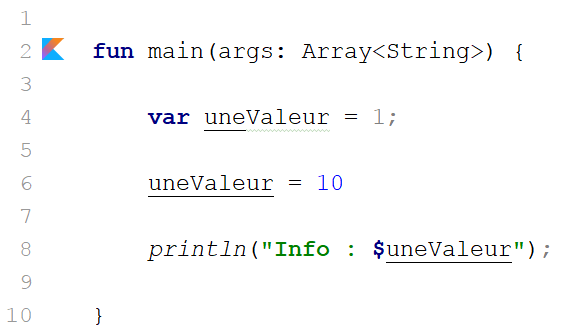 1
2 fun main(args: Array<String>) {
3
4 var uneValeur = 1;
5
6 uneValeur = 10
7
8 println("Info : $uneValeur");
9
10 }